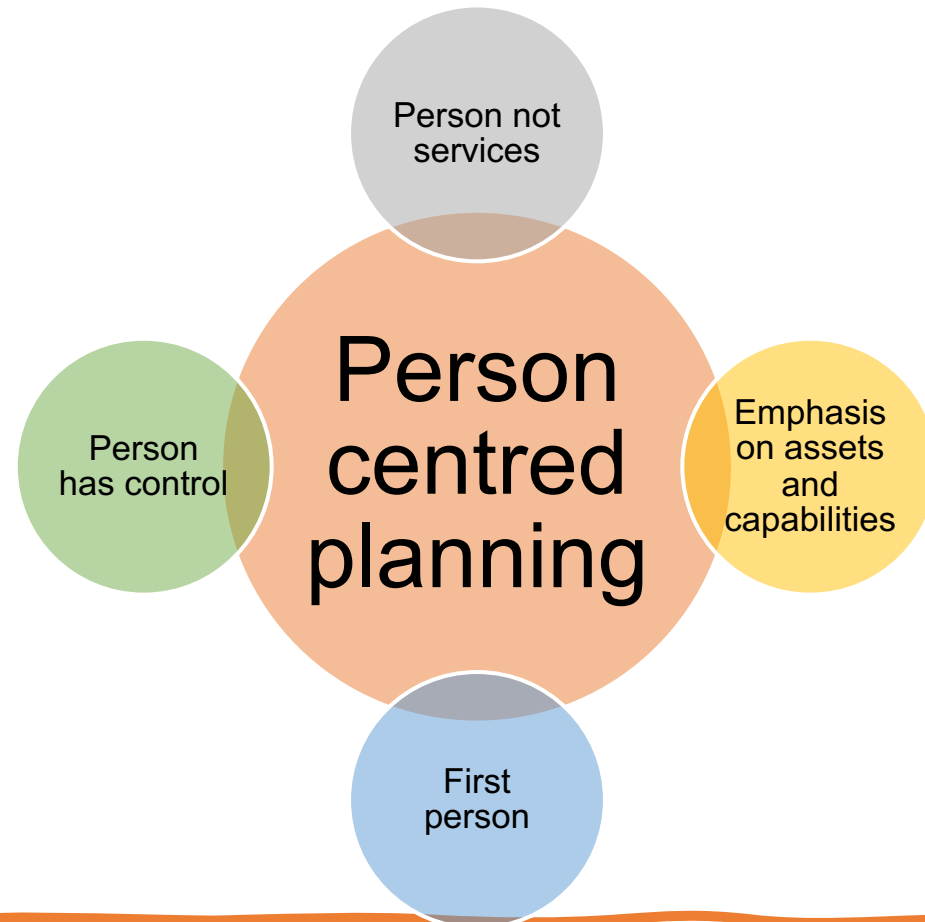 Person not
services
Person
centred
planning
Person
has control
Emphasis
on assets
and
capabilities
First
person